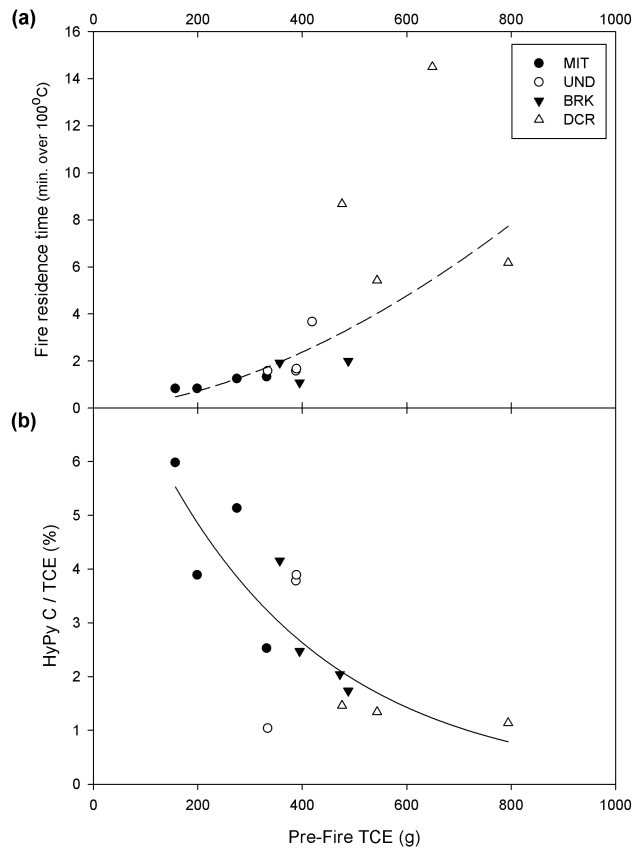 (a)
0 200 400 600 800 1000
16
14
12
10
8
6
4
2
0
Fire residence time (min. over 100°C)
MIT
UND
BRK
DCR
(b)
6
5
4
3
2
1
0
HyPy C / TCE (%)
0 200 400 600 800 1000
Pre-Fire TCE (g)